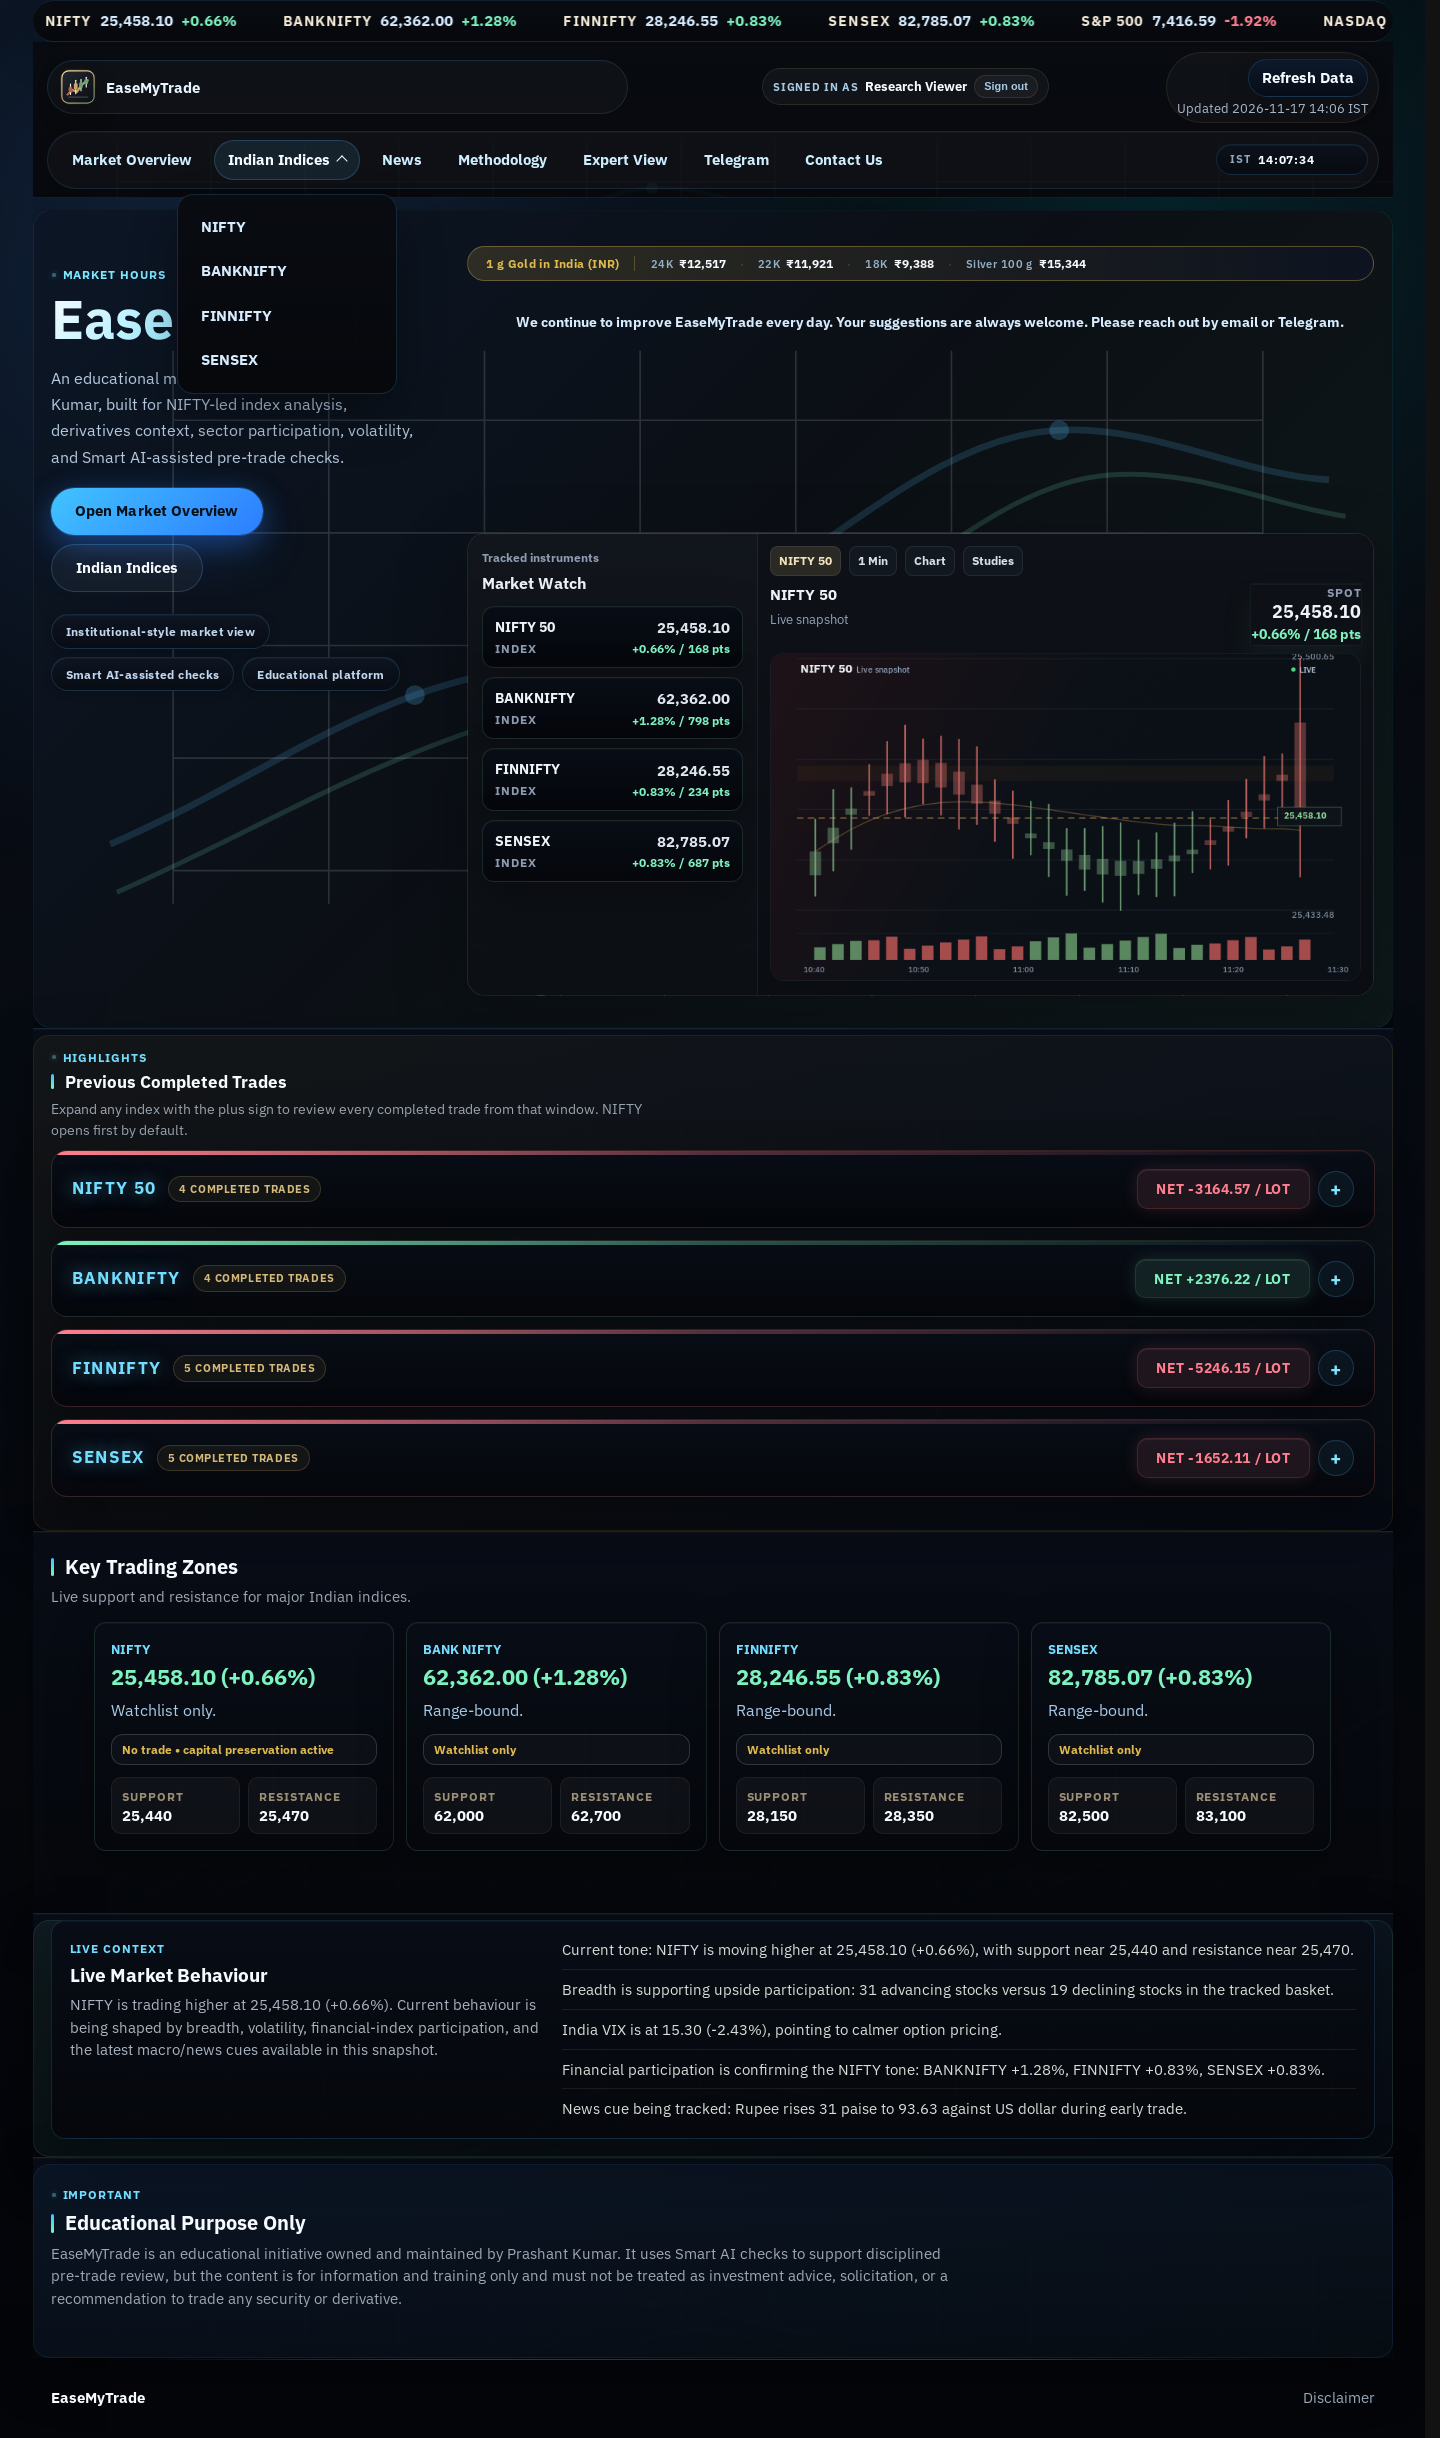 NIFTY 25,458.10 +0.66% BANKNIFTY 62,362.00 +1.28% FINNIFTY 28,246.55 +0.83% SENSEX 82,785.07 +0.83% S&P 500 7,416.59 -1.92% NASDAQ
EaseMyTrade
SIGNED IN AS Research Viewer Sign out
Refresh Data
Updated 2026-11-17 14:06 IST
Market Overview Indian Indices News Methodology Expert View Telegram Contact Us IST 14:07:34
NIFTY
BANKNIFTY
FINNIFTY
SENSEX
MARKET HOURS
Ease
An educational m
Kumar, built for NIFTY-led index analysis,
derivatives context, sector participation, volatility,
and Smart AI-assisted pre-trade checks.
Open Market Overview
Indian Indices
Institutional-style market view
Smart AI-assisted checks Educational platform
1 g Gold in India (INR) 24K ₹12,517 · 22K ₹11,921 · 18K ₹9,388 · Silver 100 g ₹15,344
We continue to improve EaseMyTrade every day. Your suggestions are always welcome. Please reach out by email or Telegram.
Tracked instruments
Market Watch
NIFTY 50 25,458.10
INDEX +0.66% / 168 pts
BANKNIFTY 62,362.00
INDEX +1.28% / 798 pts
FINNIFTY 28,246.55
INDEX +0.83% / 234 pts
SENSEX 82,785.07
INDEX +0.83% / 687 pts
NIFTY 50 1 Min Chart Studies
NIFTY 50
Live snapshot
SPOT
25,458.10
+0.66% / 168 pts
25,500.65
NIFTY 50 Live snapshot LIVE
25,458.10
25,433.48
10:40 10:50 11:00 11:10 11:20 11:30
HIGHLIGHTS
Previous Completed Trades
Expand any index with the plus sign to review every completed trade from that window. NIFTY
opens first by default.
NIFTY 50 4 COMPLETED TRADES NET -3164.57 / LOT +
BANKNIFTY 4 COMPLETED TRADES NET +2376.22 / LOT +
FINNIFTY 5 COMPLETED TRADES NET -5246.15 / LOT +
SENSEX 5 COMPLETED TRADES NET -1652.11 / LOT +
Key Trading Zones
Live support and resistance for major Indian indices.
NIFTY
25,458.10 (+0.66%)
Watchlist only.
No trade • capital preservation active
SUPPORT RESISTANCE
25,440 25,470
BANK NIFTY
62,362.00 (+1.28%)
Range-bound.
Watchlist only
SUPPORT RESISTANCE
62,000 62,700
FINNIFTY
28,246.55 (+0.83%)
Range-bound.
Watchlist only
SUPPORT RESISTANCE
28,150 28,350
SENSEX
82,785.07 (+0.83%)
Range-bound.
Watchlist only
SUPPORT RESISTANCE
82,500 83,100
LIVE CONTEXT
Live Market Behaviour
NIFTY is trading higher at 25,458.10 (+0.66%). Current behaviour is
being shaped by breadth, volatility, financial-index participation, and
the latest macro/news cues available in this snapshot.
Current tone: NIFTY is moving higher at 25,458.10 (+0.66%), with support near 25,440 and resistance near 25,470.
Breadth is supporting upside participation: 31 advancing stocks versus 19 declining stocks in the tracked basket.
India VIX is at 15.30 (-2.43%), pointing to calmer option pricing.
Financial participation is confirming the NIFTY tone: BANKNIFTY +1.28%, FINNIFTY +0.83%, SENSEX +0.83%.
News cue being tracked: Rupee rises 31 paise to 93.63 against US dollar during early trade.
IMPORTANT
Educational Purpose Only
EaseMyTrade is an educational initiative owned and maintained by Prashant Kumar. It uses Smart AI checks to support disciplined
pre-trade review, but the content is for information and training only and must not be treated as investment advice, solicitation, or a
recommendation to trade any security or derivative.
EaseMyTrade Disclaimer